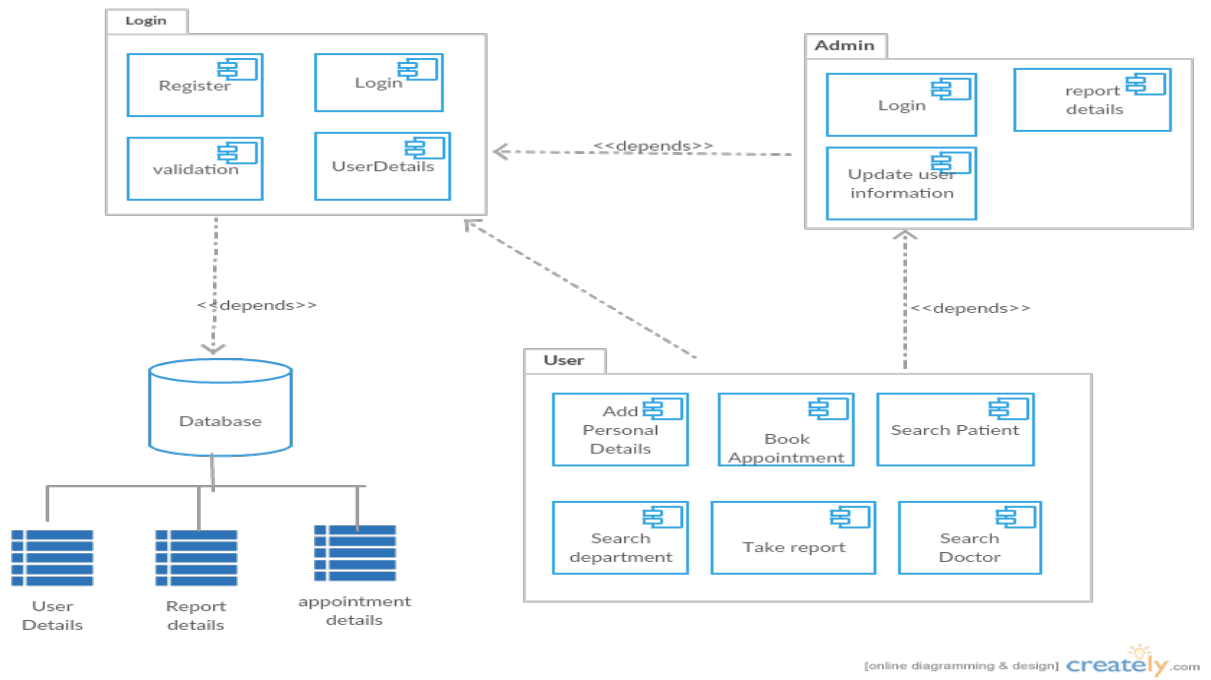 Login
Register
Login
validation
UserDetails
Admin
Login
report
details
Update user
information
<<depends>>
<<depends>>
<<depends>>
Database
User
Details
Report
details
appointment
details
User
Add
Personal
Details
Book
Appointment
Search Patient
Search
department
Take report
Search
Doctor
[online diagramming & design] creately.com